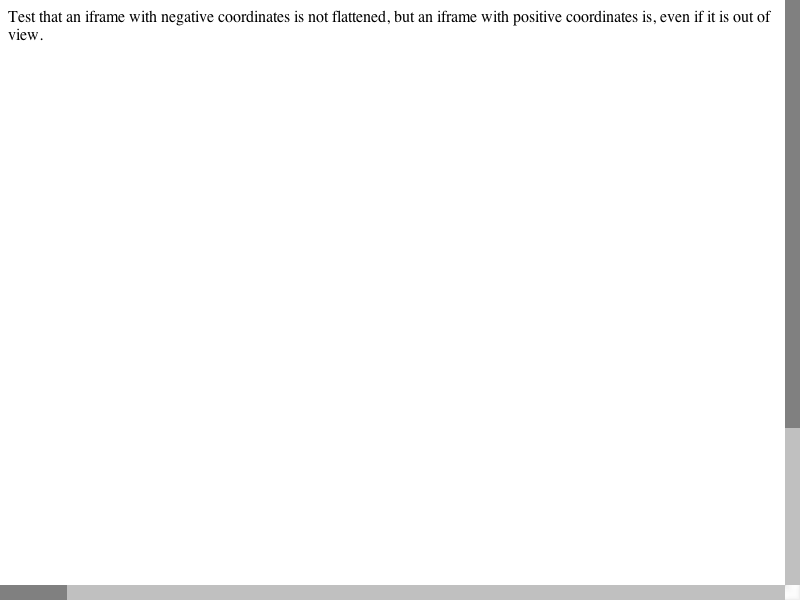 Test that an iframe with negative coordinates is not flattened, but an iframe with positive coordinates is, even if it is out of
view.